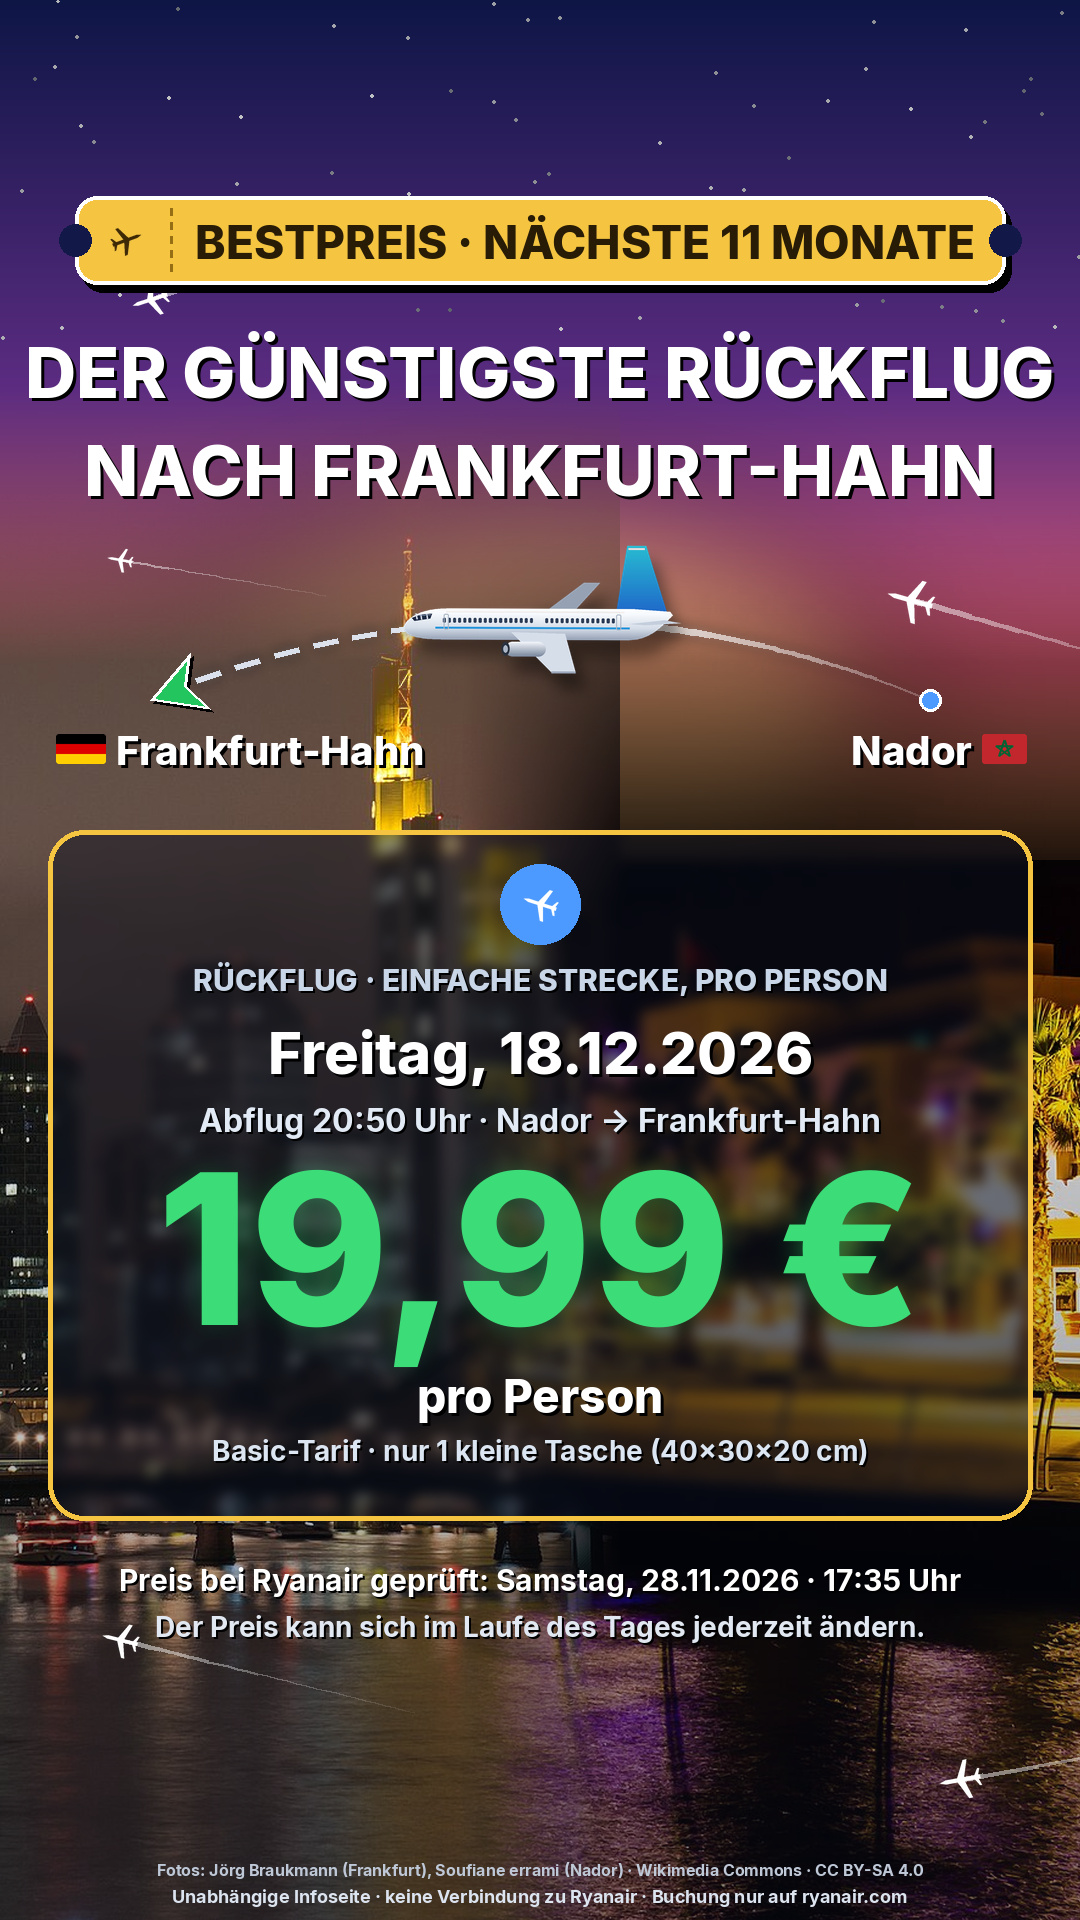 BESTPREIS · NÄCHSTE 11 MONATE
DER GÜNSTIGSTE RÜCKFLUG
NACH FRANKFURT-HAHN
Frankfurt-Hahn
Nador
RÜCKFLUG · EINFACHE STRECKE, PRO PERSON
Freitag, 18.12.2026
Abflug 20:50 Uhr · Nador → Frankfurt-Hahn
19,99 €
pro Person
Basic-Tarif · nur 1 kleine Tasche (40×30×20 cm)
Preis bei Ryanair geprüft: Samstag, 28.11.2026 · 17:35 Uhr
Der Preis kann sich im Laufe des Tages jederzeit ändern.
Fotos: Jörg Braukmann (Frankfurt), Soufiane errami (Nador) · Wikimedia Commons · CC BY-SA 4.0
Unabhängige Infoseite · keine Verbindung zu Ryanair · Buchung nur auf ryanair.com